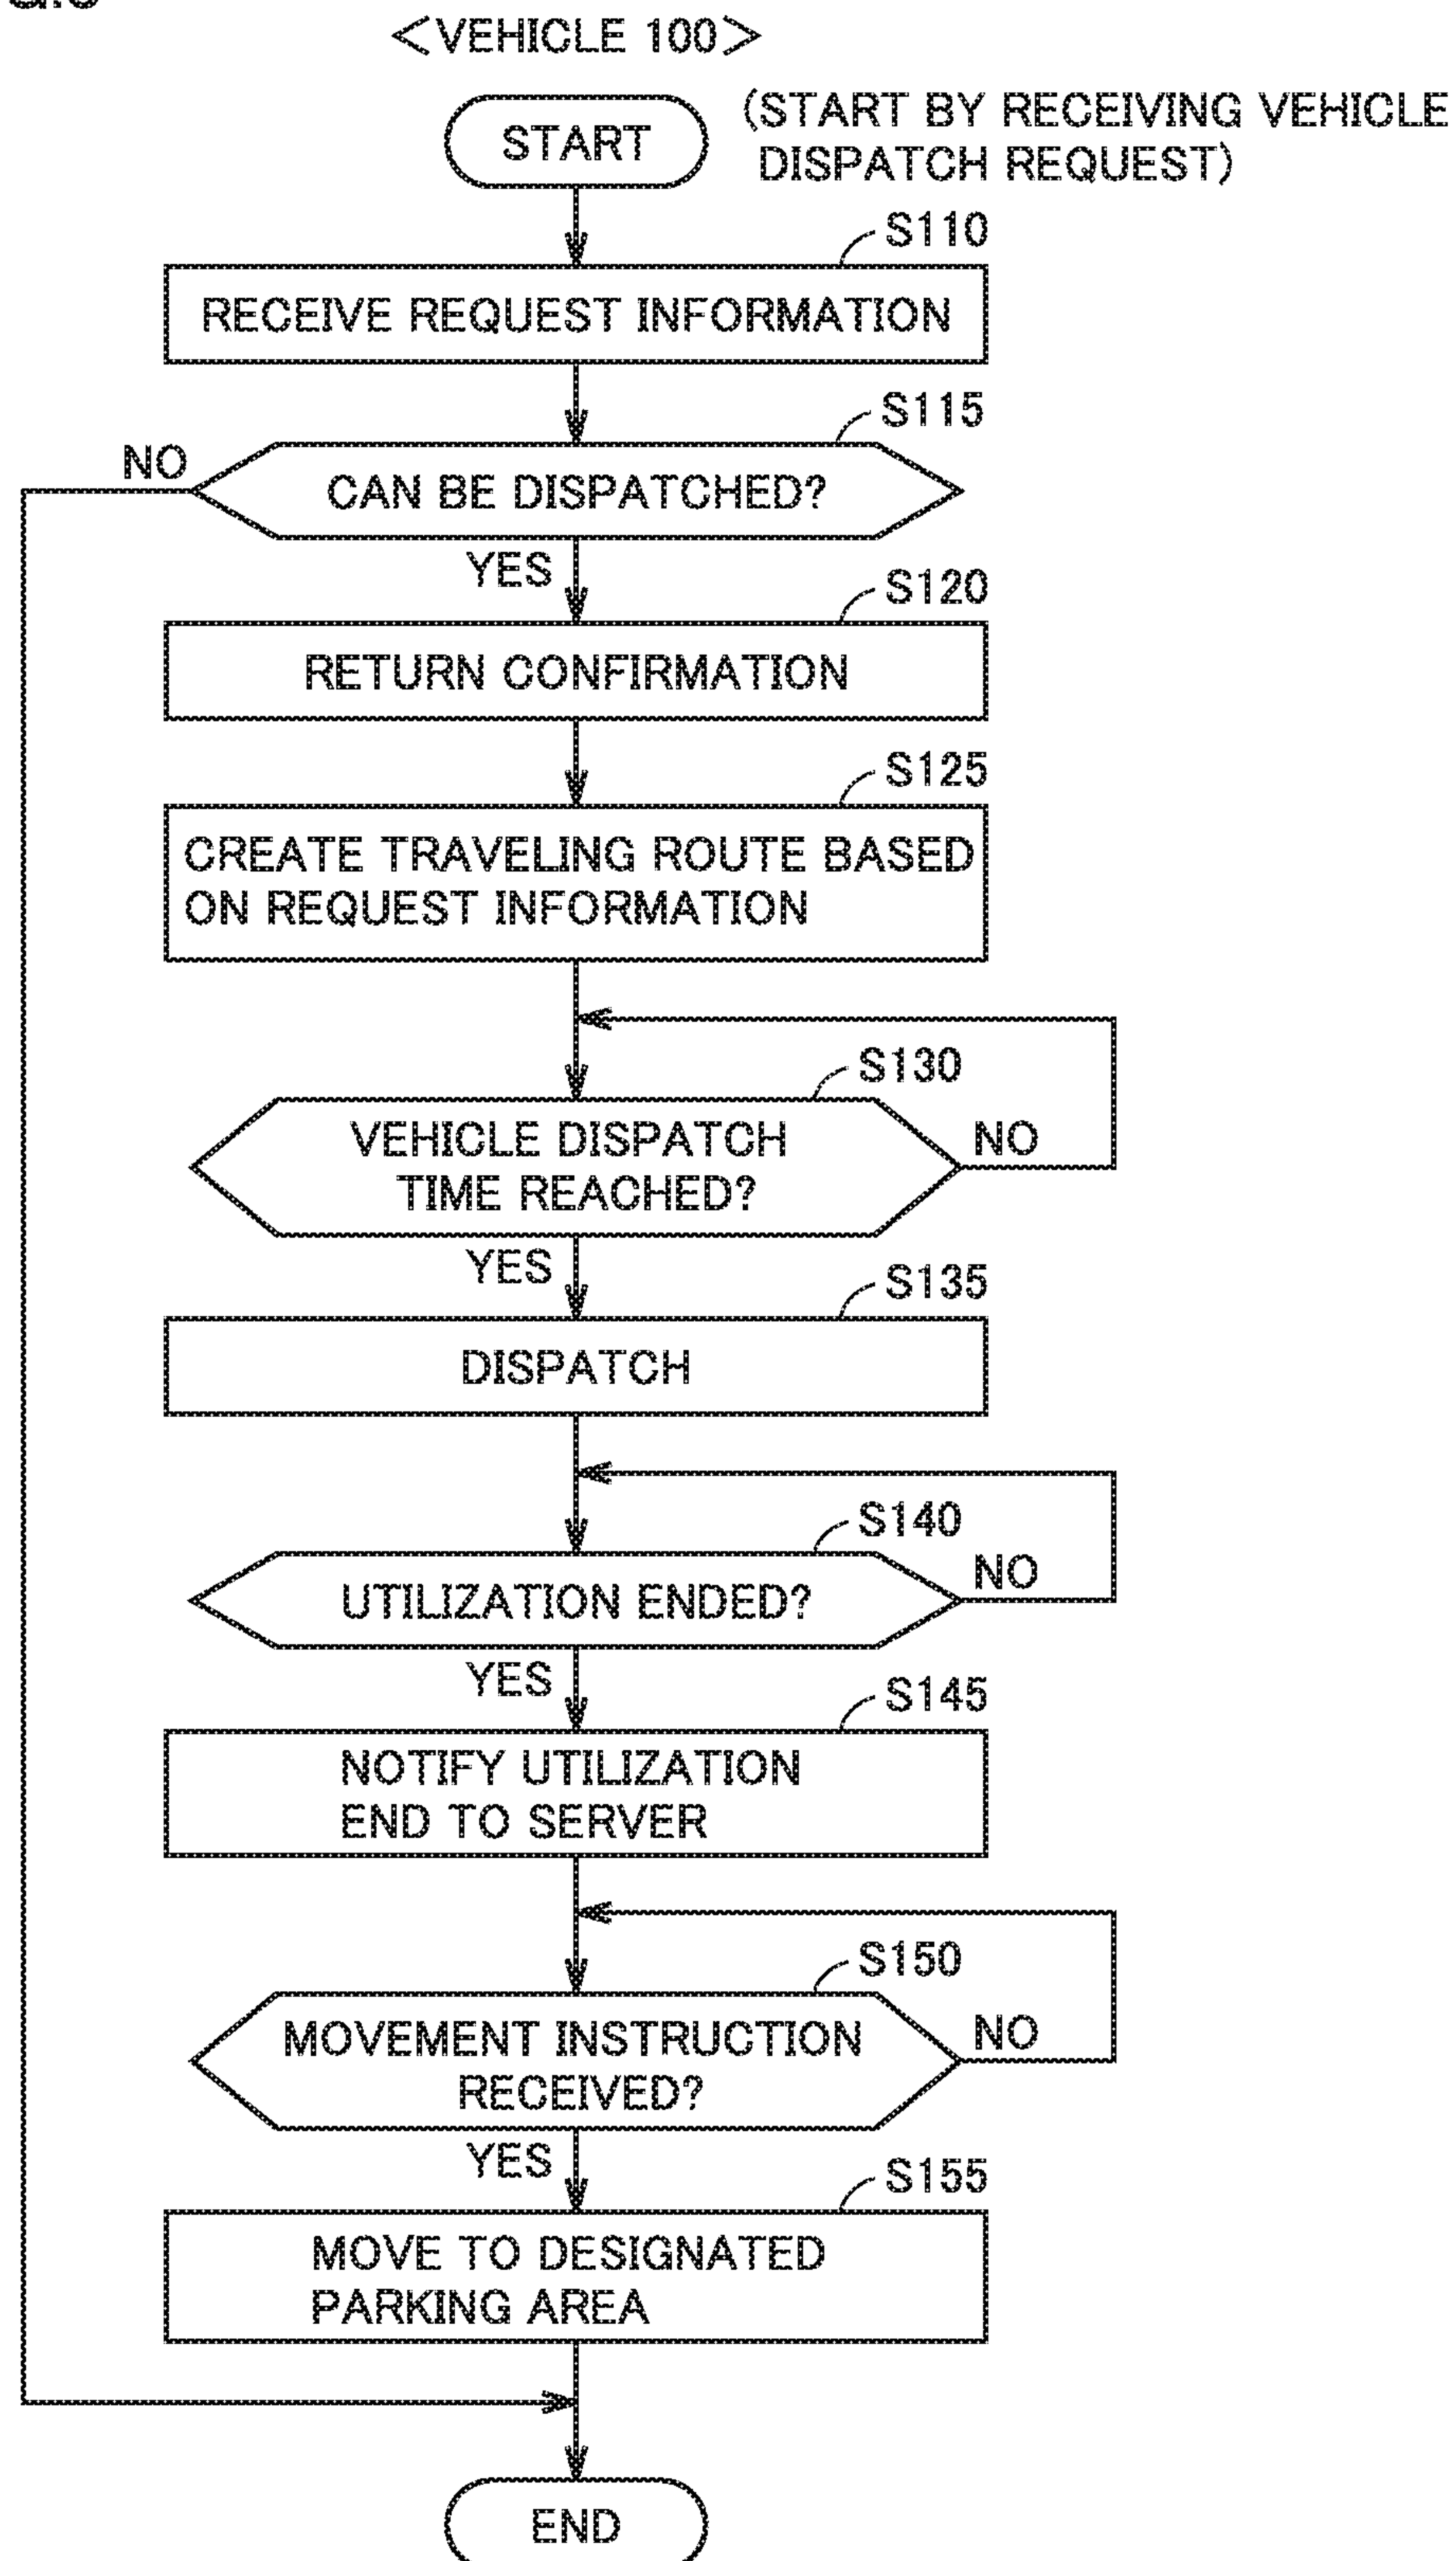 <VEHICLE 100>
START
(START BY RECEIVING VEHICLE
DISPATCH REQUEST)
S110
RECEIVE REQUEST INFORMATION
S115
NO
CAN BE DISPATCHED?
YES
S120
RETURN CONFIRMATION
S125
CREATE TRAVELING ROUTE BASED
ON REQUEST INFORMATION
S130
VEHICLE DISPATCH
TIME REACHED?
NO
YES
S135
DISPATCH
S140
UTILIZATION ENDED?
NO
YES
S145
NOTIFY UTILIZATION
END TO SERVER
S150
MOVEMENT INSTRUCTION
RECEIVED?
NO
YES
S155
MOVE TO DESIGNATED
PARKING AREA
END